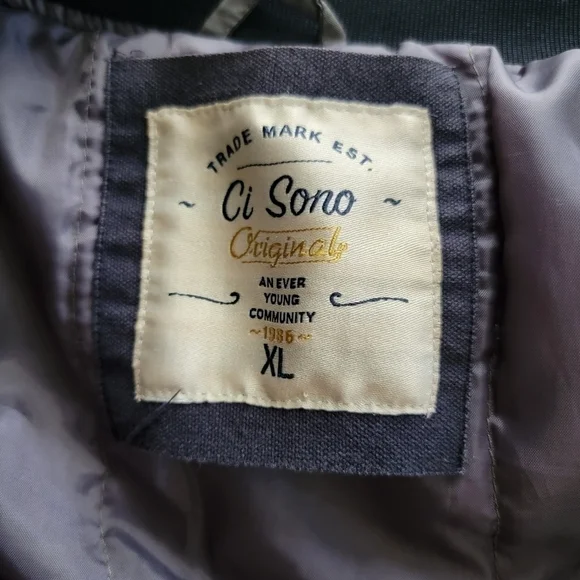 TRADE MARK EST.
~ Ci Sono ~
Originals
AN EVER
YOUNG
COMMUNITY
~1986~
XL